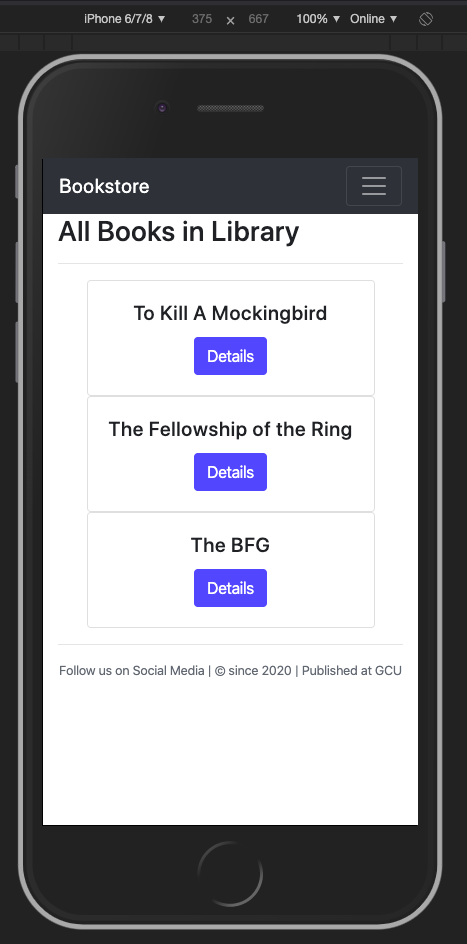 iPhone 6/7/8 ▼ 375 × 667 100% ▼ Online ▼
Bookstore
All Books in Library
To Kill A Mockingbird
Details
The Fellowship of the Ring
Details
The BFG
Details
Follow us on Social Media | © since 2020 | Published at GCU